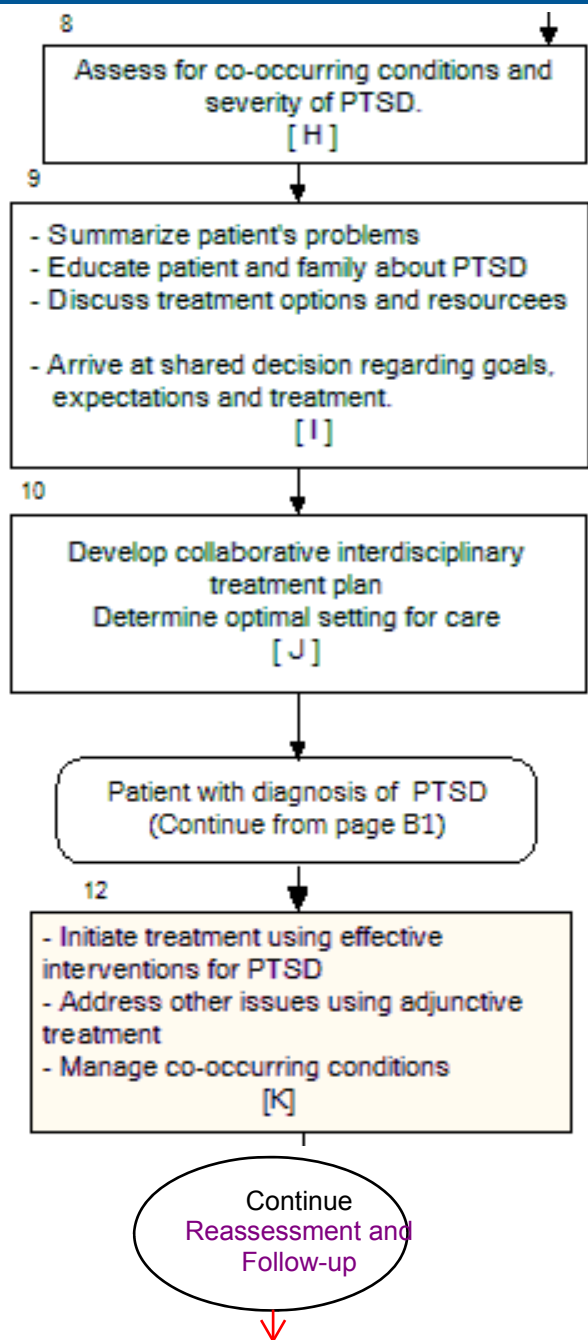 8
Assess for co-occurring conditions and
severity of PTSD.
[ H ]
9
- Summarize patient's problems
- Educate patient and family about PTSD
- Discuss treatment options and resourcees
- Arrive at shared decision regarding goals,
expectations and treatment.
[ I ]
10
Develop collaborative interdisciplinary
treatment plan
Determine optimal setting for care
[ J ]
Patient with diagnosis of PTSD
(Continue from page B1)
12
- Initiate treatment using effective
interventions for PTSD
- Address other issues using adjunctive
treatment
- Manage co-occurring conditions
[K]
Continue
Reassessment and
Follow-up